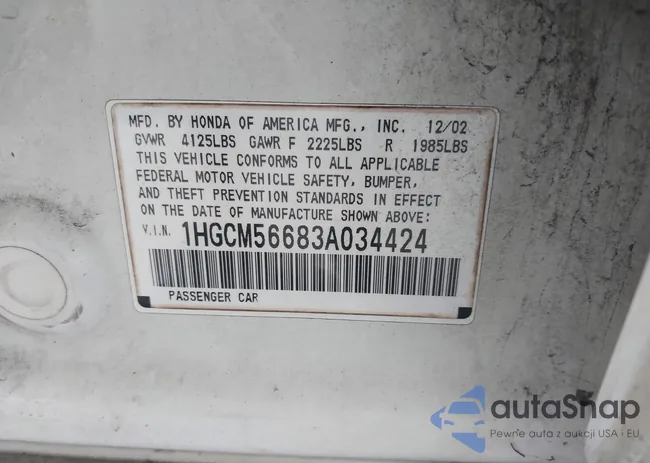 MFD. BY HONDA OF AMERICA MFG., INC. 12/02
GVWR 4125LBS GAWR F 2225LBS R 1985LBS
THIS VEHICLE CONFORMS TO ALL APPLICABLE
FEDERAL MOTOR VEHICLE SAFETY, BUMPER,
AND THEFT PREVENTION STANDARDS IN EFFECT
ON THE DATE OF MANUFACTURE SHOWN ABOVE:
V.I.N. 1HGCM56683A034424
PASSENGER CAR
autaSnap
Pewne auta z aukcji USA i EU